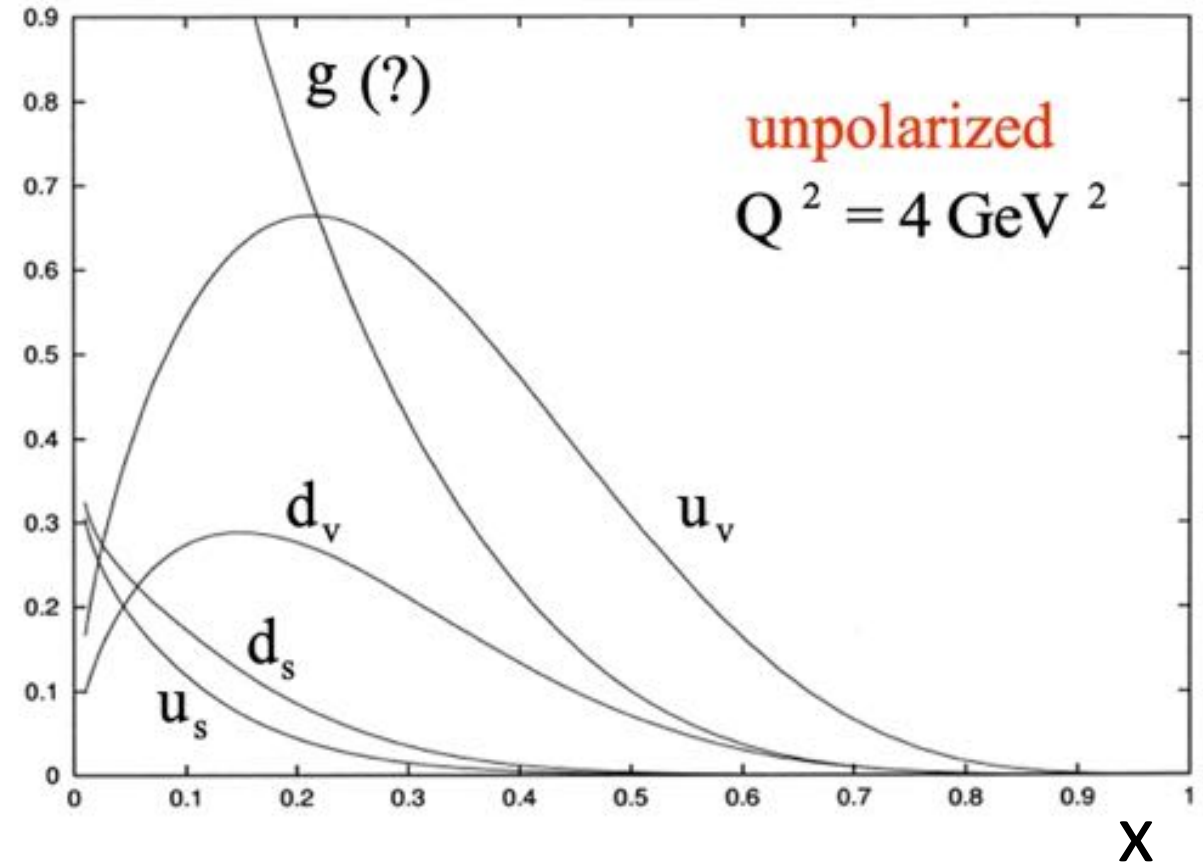 0.9
0.8
0.7
0.6
0.5
0.4
0.3
0.2
0.1
0
g (?)
unpolarized
Q ² = 4 GeV ²
d_v
u_v
d_s
u_s
0 0.1 0.2 0.3 0.4 0.5 0.6 0.7 0.8 0.9 1
X